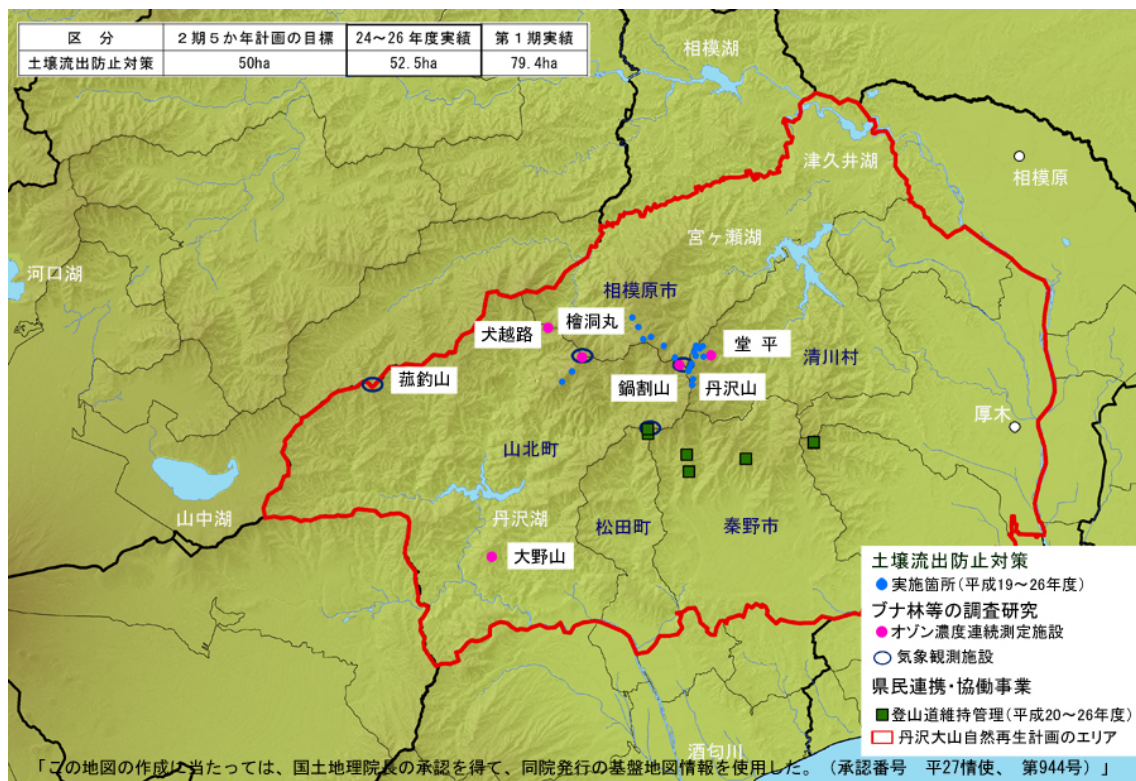 区 分 2期5か年計画の目標 24～26年度実績 第1期実績
土壌流出防止対策 50ha 52.5ha 79.4ha
相模湖
津久井湖
相模原
宮ヶ瀬湖
河口湖
相模原市
犬越路
檜洞丸
堂 平
清川村
菰釣山
鍋割山
丹沢山
厚木
山北町
山中湖
丹沢湖
松田町
秦野市
大野山
土壌流出防止対策
実施箇所(平成19～26年度)
ブナ林等の調査研究
オゾン濃度連続測定施設
気象観測施設
県民連携・協働事業
登山道維持管理(平成20～26年度)
丹沢大山自然再生計画のエリア
酒匂川
「この地図の作成に当たっては、国土地理院長の承認を得て、同院発行の基盤地図情報を使用した。（承認番号 平27情使、 第944号）」